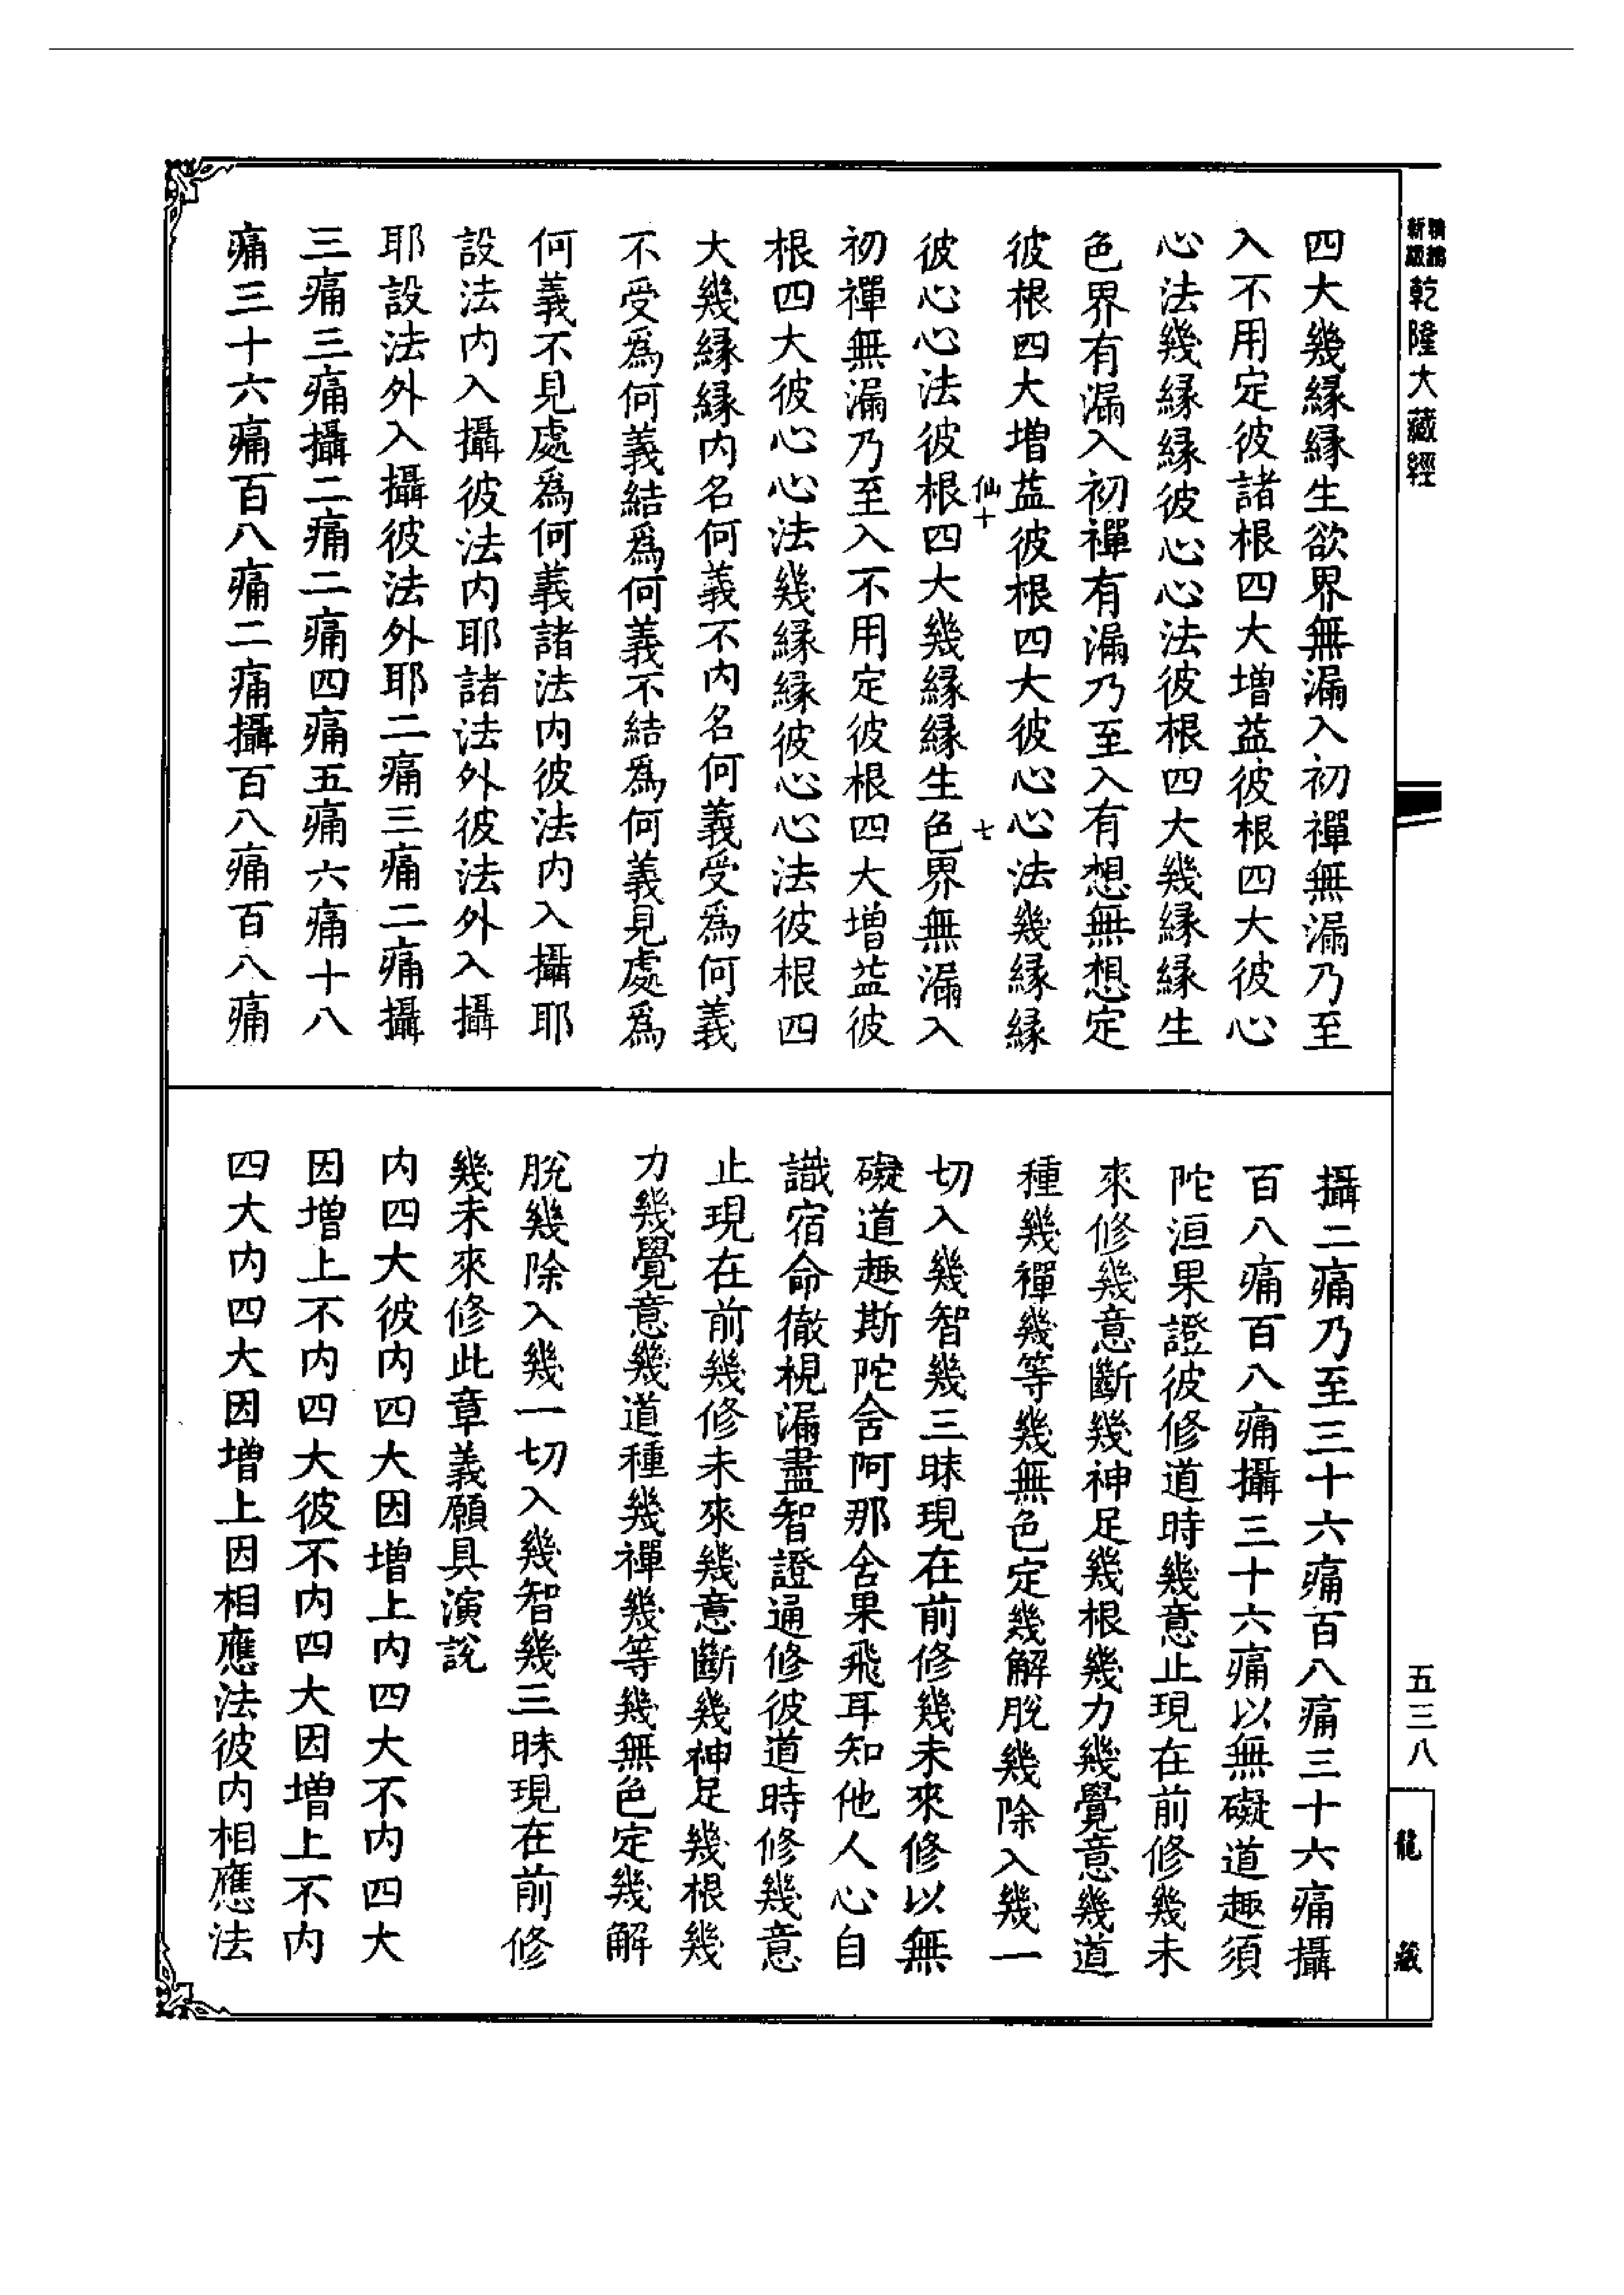 新編縮版
乾隆大藏經
四大幾緣緣生欲界無漏入初禪無漏乃至
入不用定彼諸根四大增益彼根四大彼心
心法幾緣緣彼心心法彼根四大幾緣緣生
色界有漏入初禪有漏乃至入有想無想定
彼根四大增益彼根四大彼心心法幾緣緣
仙十 七
彼心心法彼根四大幾緣緣生色界無漏入
初禪無漏乃至入不用定彼根四大增益彼
根四大彼心心法幾緣緣彼心心法彼根四
大幾緣緣内名何義不内名何義受爲何義
不受爲何義結爲何義不結爲何義見處爲
何義不見處爲何義諸法内彼法内入攝耶
設法内入攝彼法内耶諸法外彼法外入攝
耶設法外入攝彼法外耶二痛三痛二痛攝
三痛三痛攝二痛二痛四痛五痛六痛十八
痛三十六痛百八痛二痛攝百八痛百八痛
攝二痛乃至三十六痛百八痛三十六痛攝
百八痛百八痛攝三十六痛以無礙道趣須
陀洹果證彼修道時幾意止現在前修幾未
來修幾意斷幾神足幾根幾力幾覺意幾道
種幾禪幾等幾無色定幾解脫幾除入幾一
切入幾智幾三昧現在前修幾未來修以無
礙道趣斯陀舍阿那舍果飛耳知他人心自
識宿命徹視漏盡智證通修彼道時修幾意
止現在前幾修未來幾意斷幾神足幾根幾
力幾覺意幾道種幾禪幾等幾無色定幾解
脫幾除入幾一切入幾智幾三昧現在前修
幾未來修此章義願具演說
内四大彼内四大因增上内四大不内四大
因增上不内四大彼不内四大因增上不内
四大内四大因增上因相應法彼内相應法
五三八
龍藏